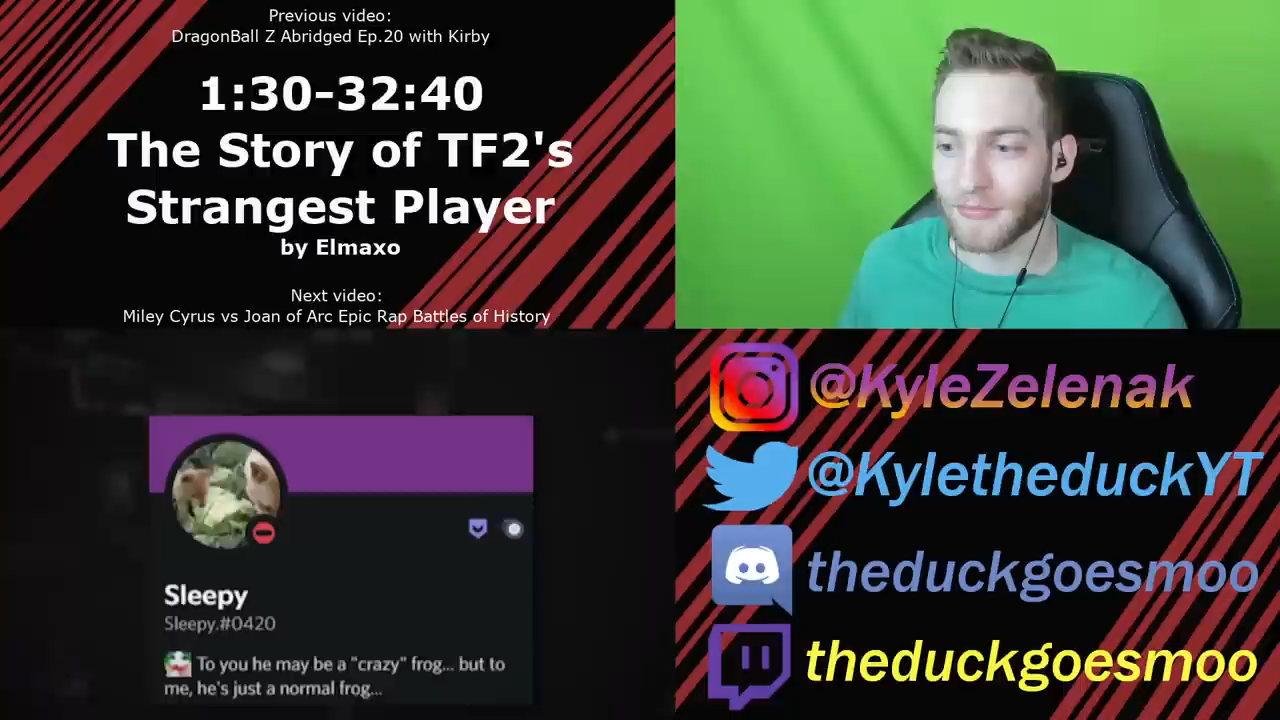 Previous video:
DragonBall Z Abridged Ep.20 with Kirby
1:30-32:40
The Story of TF2's
Strangest Player
by Elmaxo
Next video:
Miley Cyrus vs Joan of Arc Epic Rap Battles of History
@KyleZelenak
@KyletheduckYT
theduckgoesmoo
theduckgoesmoo
Sleepy
Sleepy.#0420
To you he may be a "crazy" frog... but to
me, he's just a normal frog...